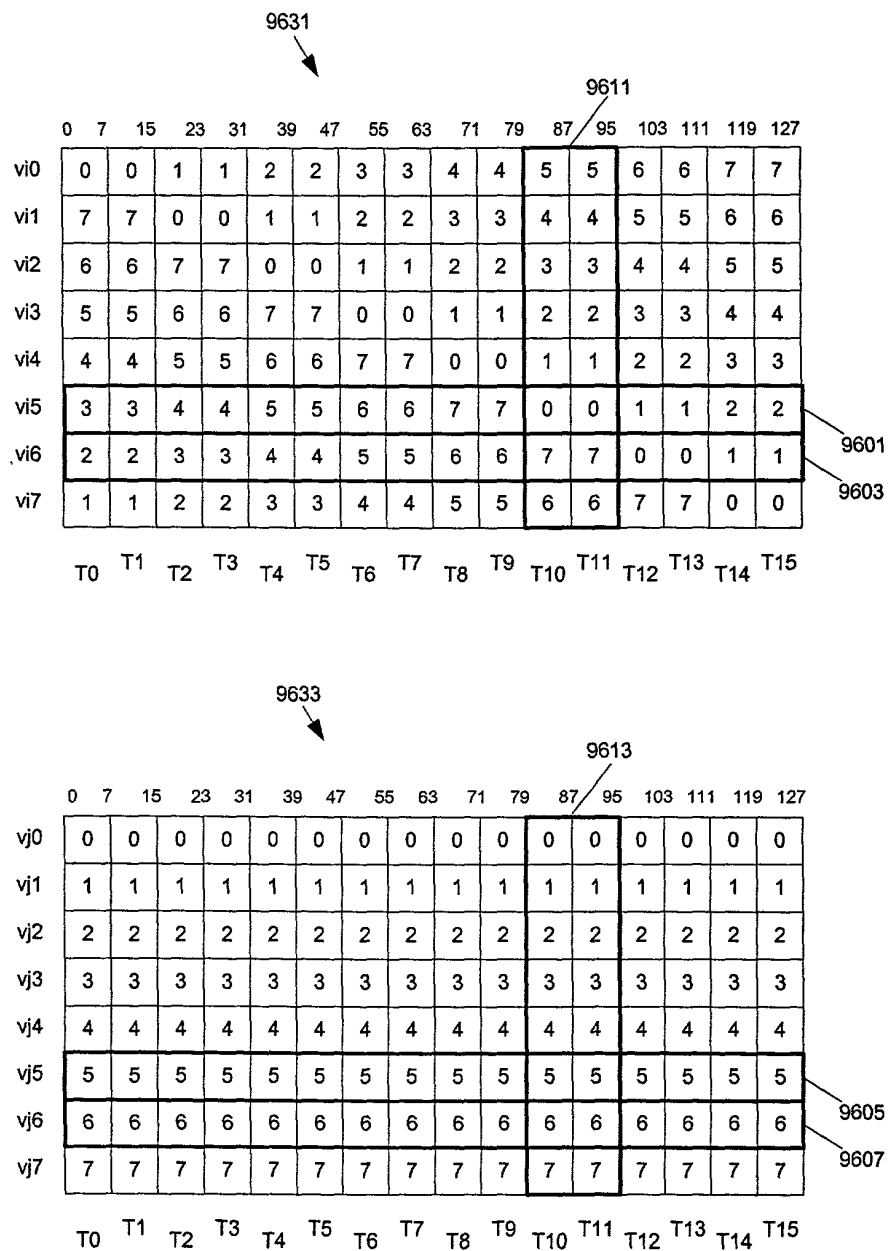 9631
9611
0 7 15 23 31 39 47 55 63 71 79 87 95 103 111 119 127
vi0 0 0 1 1 2 2 3 3 4 4 5 5 6 6 7 7
vi1 7 7 0 0 1 1 2 2 3 3 4 4 5 5 6 6
vi2 6 6 7 7 0 0 1 1 2 2 3 3 4 4 5 5
vi3 5 5 6 6 7 7 0 0 1 1 2 2 3 3 4 4
vi4 4 4 5 5 6 6 7 7 0 0 1 1 2 2 3 3
vi5 3 3 4 4 5 5 6 6 7 7 0 0 1 1 2 2
9601
vi6 2 2 3 3 4 4 5 5 6 6 7 7 0 0 1 1
9603
vi7 1 1 2 2 3 3 4 4 5 5 6 6 7 7 0 0
T0 T1 T2 T3 T4 T5 T6 T7 T8 T9 T10 T11 T12 T13 T14 T15
9633
9613
0 7 15 23 31 39 47 55 63 71 79 87 95 103 111 119 127
vj0 0 0 0 0 0 0 0 0 0 0 0 0 0 0 0 0
vj1 1 1 1 1 1 1 1 1 1 1 1 1 1 1 1 1
vj2 2 2 2 2 2 2 2 2 2 2 2 2 2 2 2 2
vj3 3 3 3 3 3 3 3 3 3 3 3 3 3 3 3 3
vj4 4 4 4 4 4 4 4 4 4 4 4 4 4 4 4 4
vj5 5 5 5 5 5 5 5 5 5 5 5 5 5 5 5 5
9605
vj6 6 6 6 6 6 6 6 6 6 6 6 6 6 6 6 6
9607
vj7 7 7 7 7 7 7 7 7 7 7 7 7 7 7 7 7
T0 T1 T2 T3 T4 T5 T6 T7 T8 T9 T10 T11 T12 T13 T14 T15